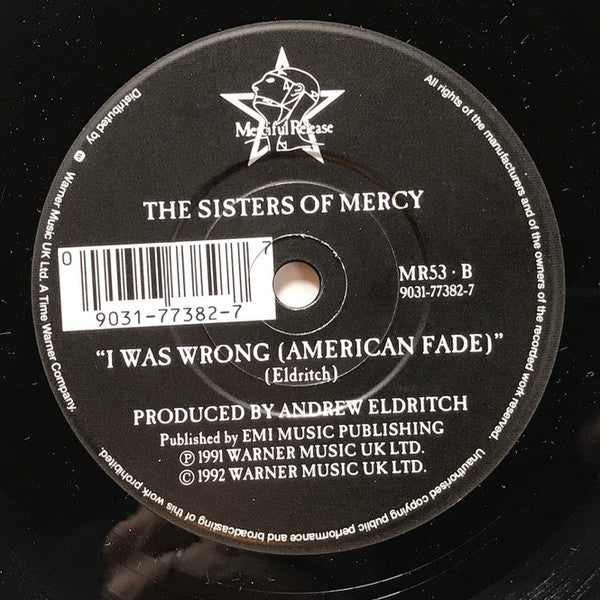 Merciful Release
THE SISTERS OF MERCY
0
7
9031-77382-7
MR53 · B
9031-77382-7
"I WAS WRONG (AMERICAN FADE)"
(Eldritch)
PRODUCED BY ANDREW ELDRITCH
Published by EMI MUSIC PUBLISHING
Ⓟ 1991 WARNER MUSIC UK LTD.
© 1992 WARNER MUSIC UK LTD.
All rights of the manufacturers and of the owners of the recorded work reserved. Unauthorised copying public performance and broadcasting of this work prohibited.
Distributed by Warner Music UK Ltd. A Time Warner Company.